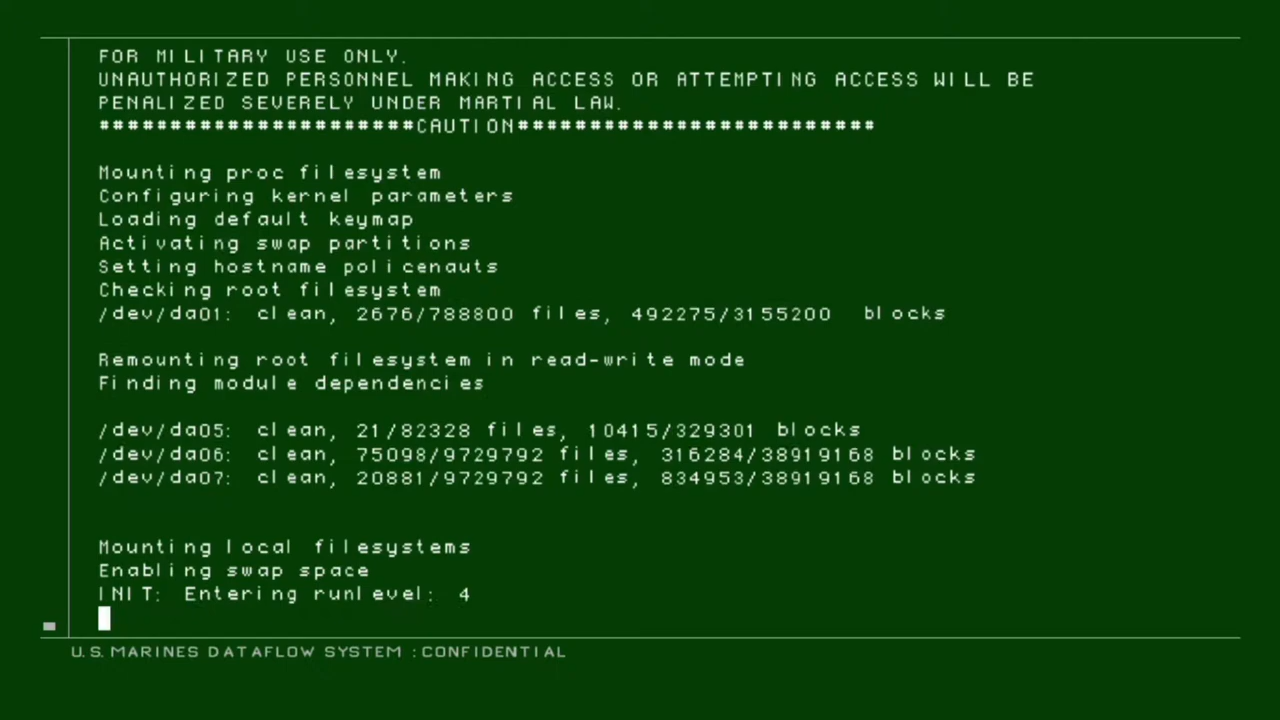 FOR MILITARY USE ONLY.
UNAUTHORIZED PERSONNEL MAKING ACCESS OR ATTEMPTING ACCESS WILL BE
PENALIZED SEVERELY UNDER MARTIAL LAW.
######################CAUTION#########################
Mounting proc filesystem
Configuring kernel parameters
Loading default keymap
Activating swap partitions
Setting hostname policenauts
Checking root filesystem
/dev/da01: clean, 2676/788800 files, 492275/3155200 blocks
Remounting root filesystem in read-write mode
Finding module dependencies
/dev/da05: clean, 21/82328 files, 10415/329301 blocks
/dev/da06: clean, 75098/9729792 files, 316284/38919168 blocks
/dev/da07: clean, 20881/9729792 files, 834953/38919168 blocks
Mounting local filesystems
Enabling swap space
INIT: Entering runlevel: 4
U.S.MARINES DATAFLOW SYSTEM :CONFIDENTIAL